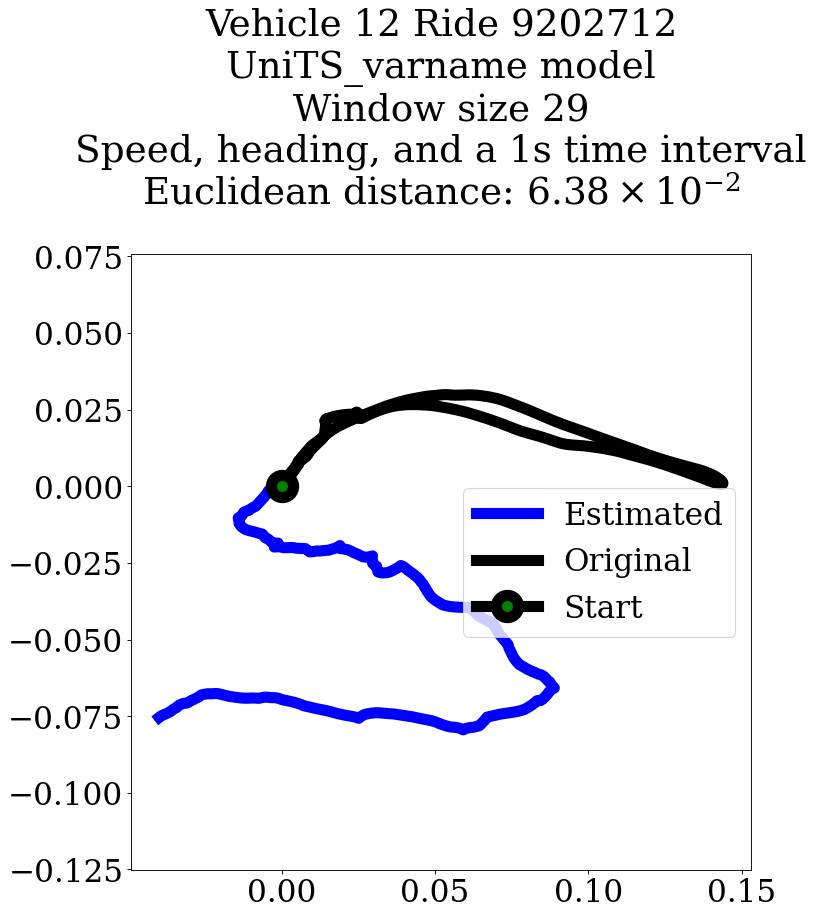 Vehicle 12 Ride 9202712
UniTS_varname model
Window size 29
Speed, heading, and a 1s time interval
Euclidean distance: 6.38 × 10⁻²
0.075
0.050
0.025
0.000
−0.025
−0.050
−0.075
−0.100
−0.125
Estimated
Original
Start
0.00 0.05 0.10 0.15